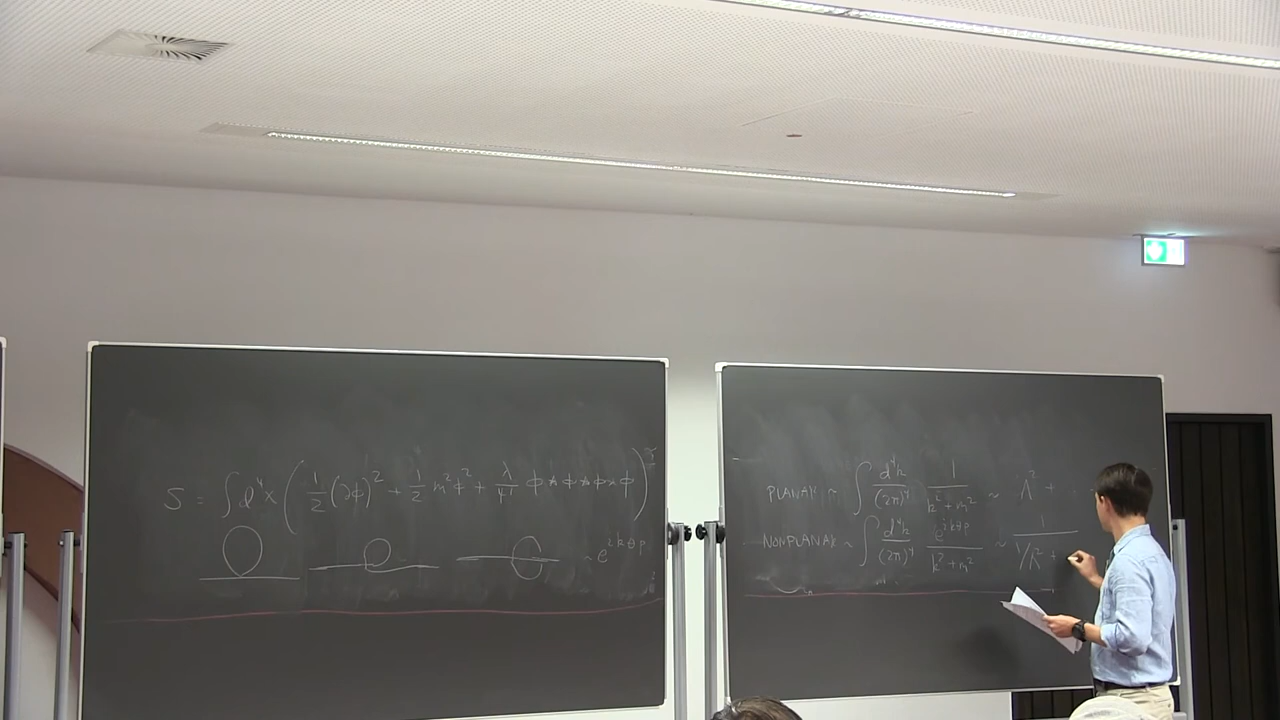 S = ∫ d⁴x ( 1/2 (∂φ)² + 1/2 m²φ² + λ/4! φ⋆φ⋆φ⋆φ )
~ e^{ikθp}
PLANAR ~ ∫ d⁴k/(2π)⁴ 1/(k²+m²) ~ Λ² +
NONPLANAR ~ ∫ d⁴k/(2π)⁴ e^{ikθp}/(k²+m²) ~ 1/(1/Λ² +